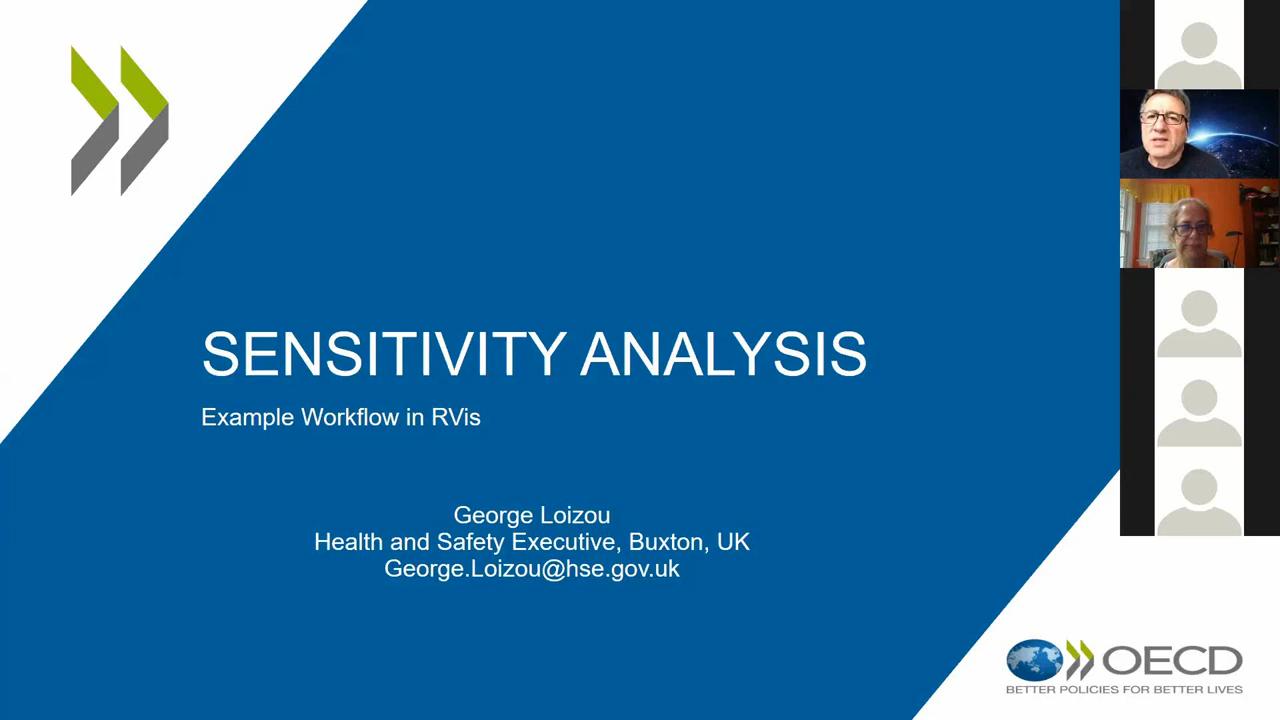 SENSITIVITY ANALYSIS
Example Workflow in RVis
George Loizou
Health and Safety Executive, Buxton, UK
George.Loizou@hse.gov.uk
OECD
BETTER POLICIES FOR BETTER LIVES